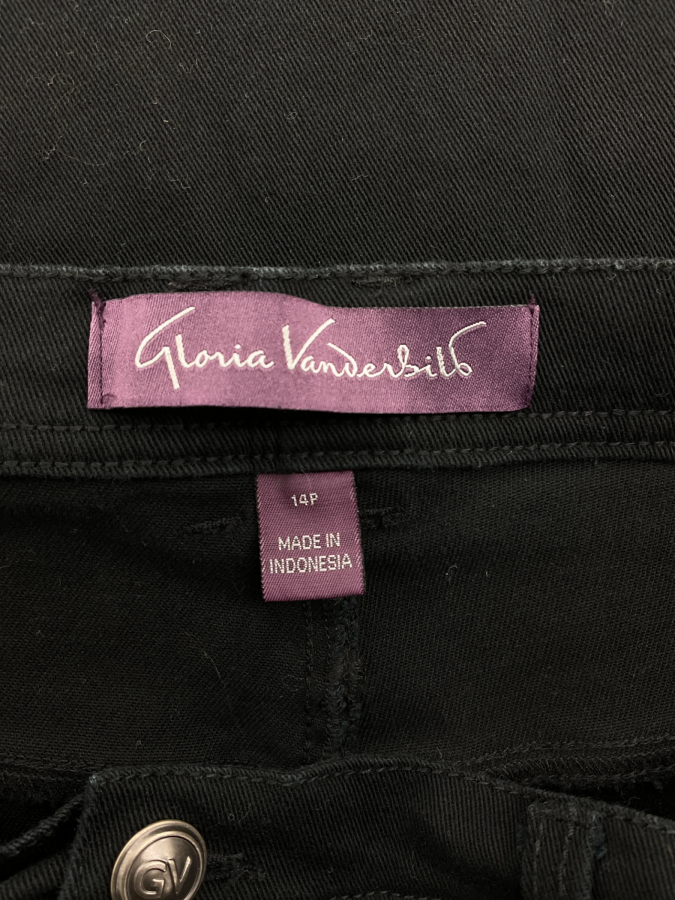 Gloria Vanderbilt
14P
MADE IN
INDONESIA
GV